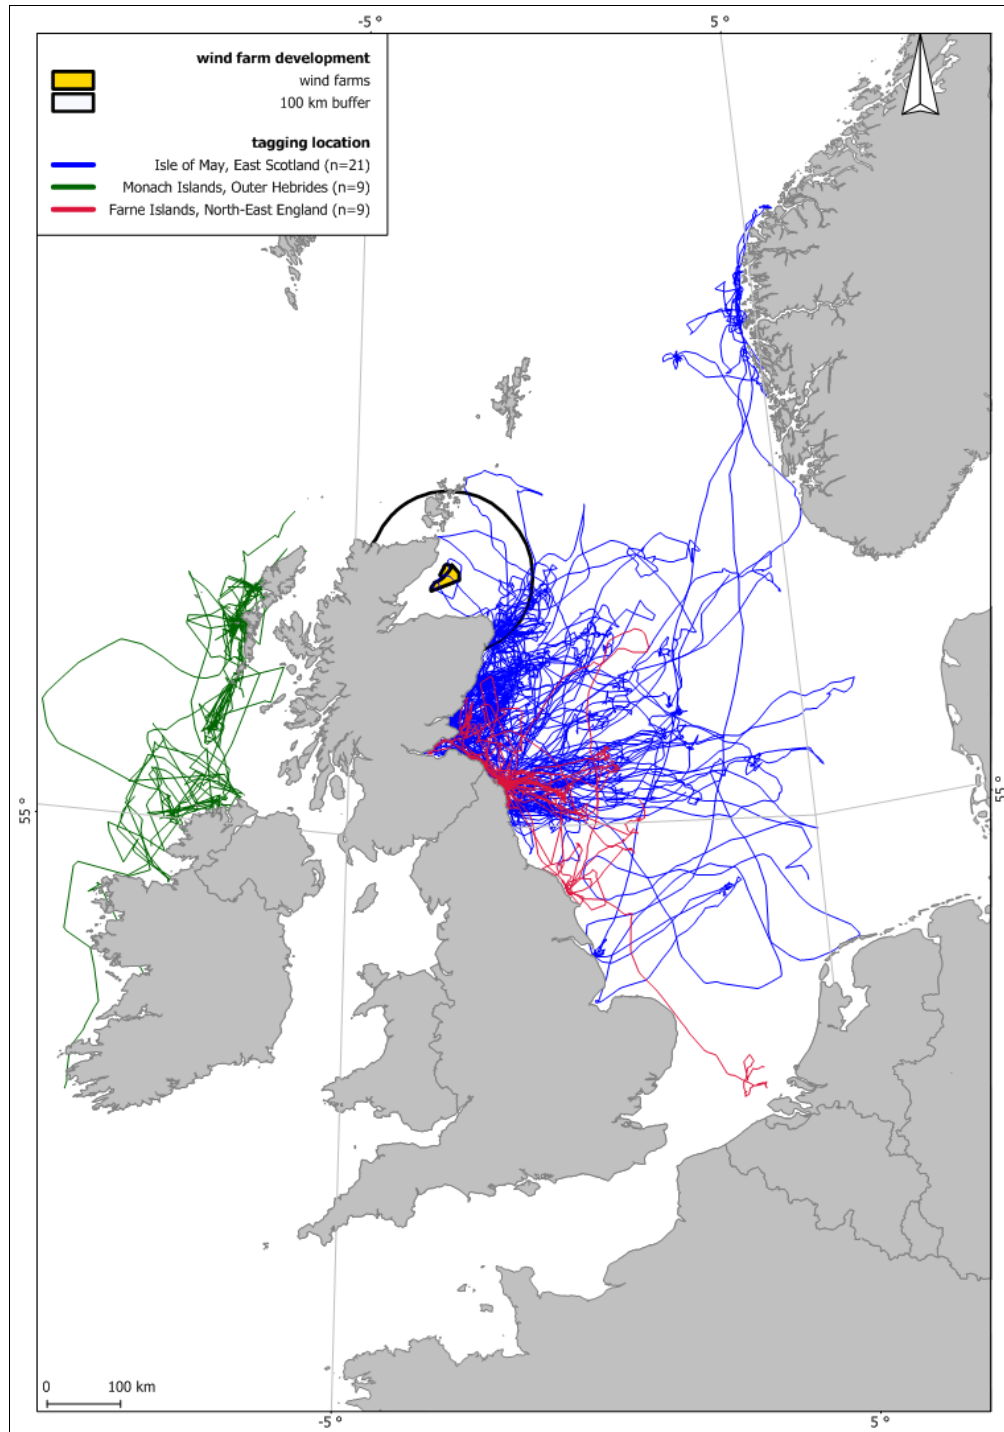 -5 °
5 °
wind farm development
wind farms
100 km buffer
tagging location
Isle of May, East Scotland (n=21)
Monach Islands, Outer Hebrides (n=9)
Farne Islands, North-East England (n=9)
55 °
55 °
0
100 km
-5 °
5 °